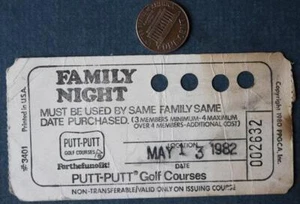 FAMILY
NIGHT
MUST BE USED BY SAME FAMILY SAME
DATE PURCHASED. (3 MEMBERS MINIMUM-4 MAXIMUM
OVER 4 MEMBERS-ADDITIONAL COST)
PUTT-PUTT
GOLF COURSES
Forthefunofit!
MAY 13 1982
DATE
PUTT-PUTT® Golf Courses
NON-TRANSFERABLE/VALID ONLY ON ISSUING COURSE
#3401
Printed in U.S.A.
002632